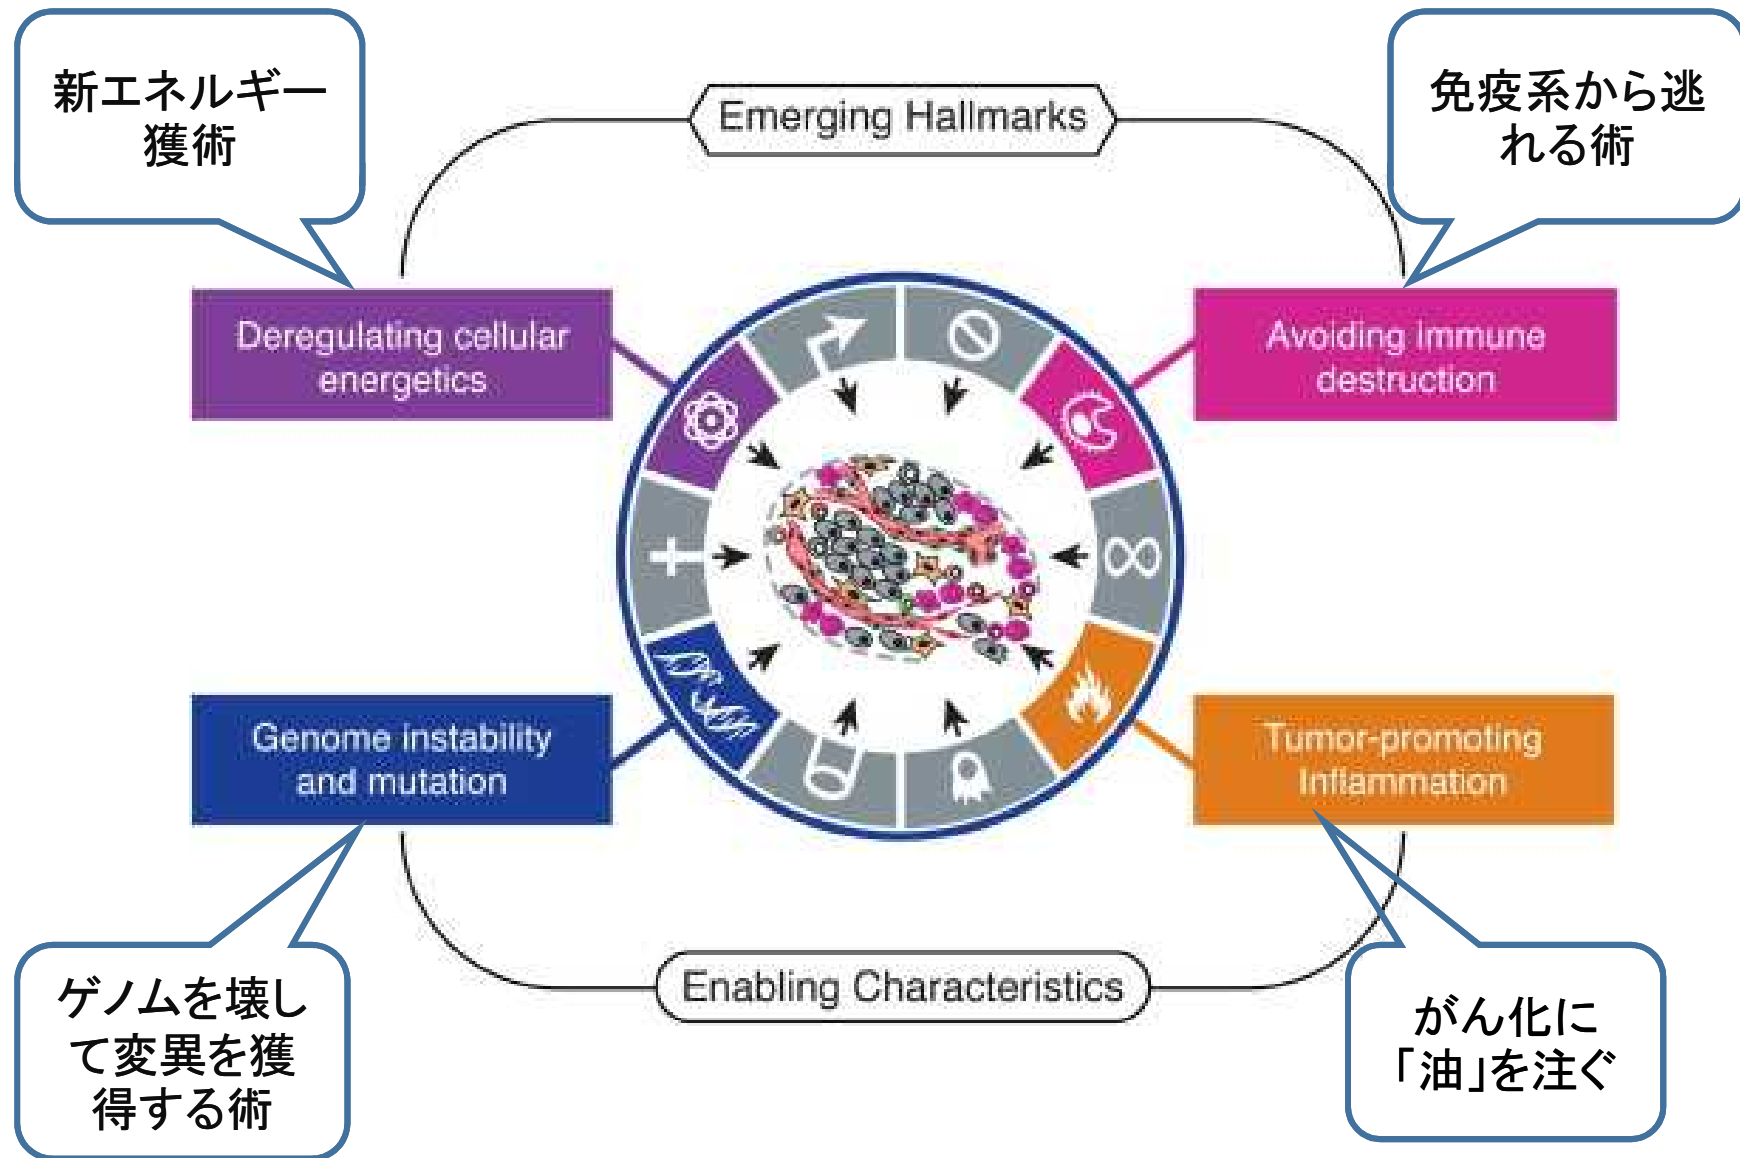 新エネルギー
獲術
Emerging Hallmarks
免疫系から逃
れる術
Deregulating cellular
energetics
Avoiding immune
destruction
Genome instability
and mutation
Tumor-promoting
Inflammation
Enabling Characteristics
ゲノムを壊し
て変異を獲
得する術
がん化に
「油」を注ぐ